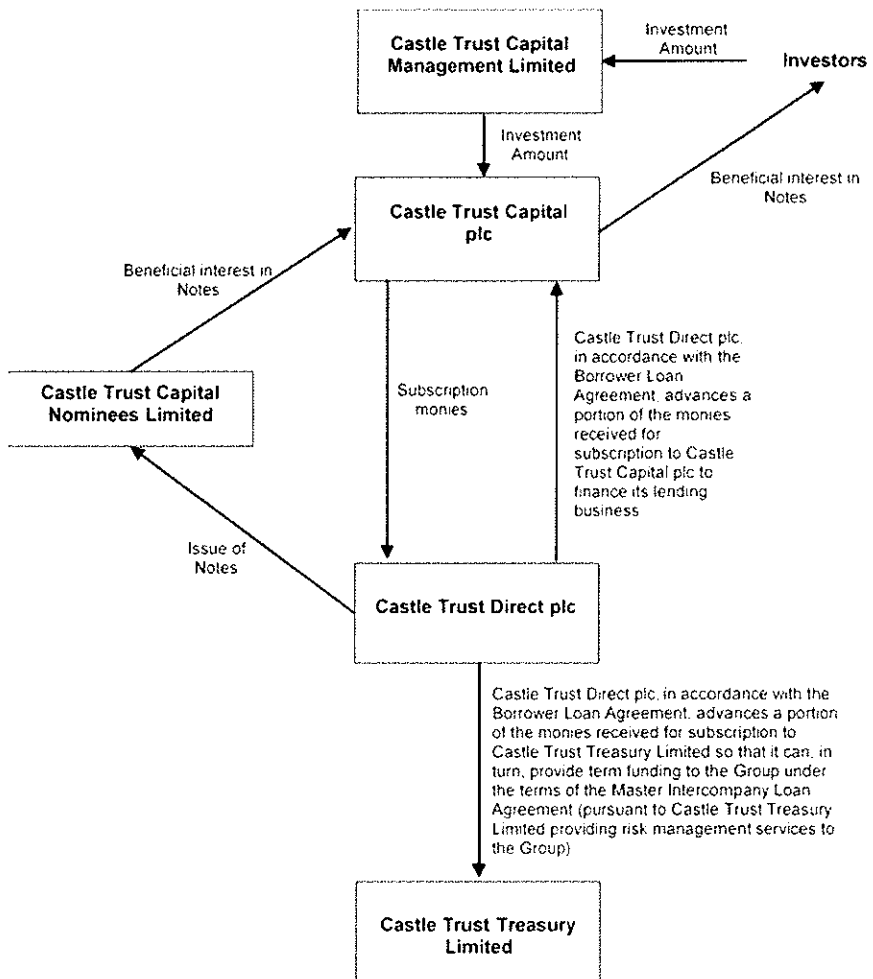 Castle Trust Capital
Management Limited
Investment
Amount
Investors
Investment
Amount
Beneficial interest in
Notes
Castle Trust Capital
plc
Beneficial interest in
Notes
Castle Trust Capital
Nominees Limited
Subscription
monies
Castle Trust Direct plc,
in accordance with the
Borrower Loan
Agreement, advances a
portion of the monies
received for
subscription to Castle
Trust Capital plc to
finance its lending
business
Issue of
Notes
Castle Trust Direct plc
Castle Trust Direct plc, in accordance with the
Borrower Loan Agreement, advances a portion
of the monies received for subscription to
Castle Trust Treasury Limited so that it can, in
turn, provide term funding to the Group under
the terms of the Master Intercompany Loan
Agreement (pursuant to Castle Trust Treasury
Limited providing risk management services to
the Group)
Castle Trust Treasury
Limited